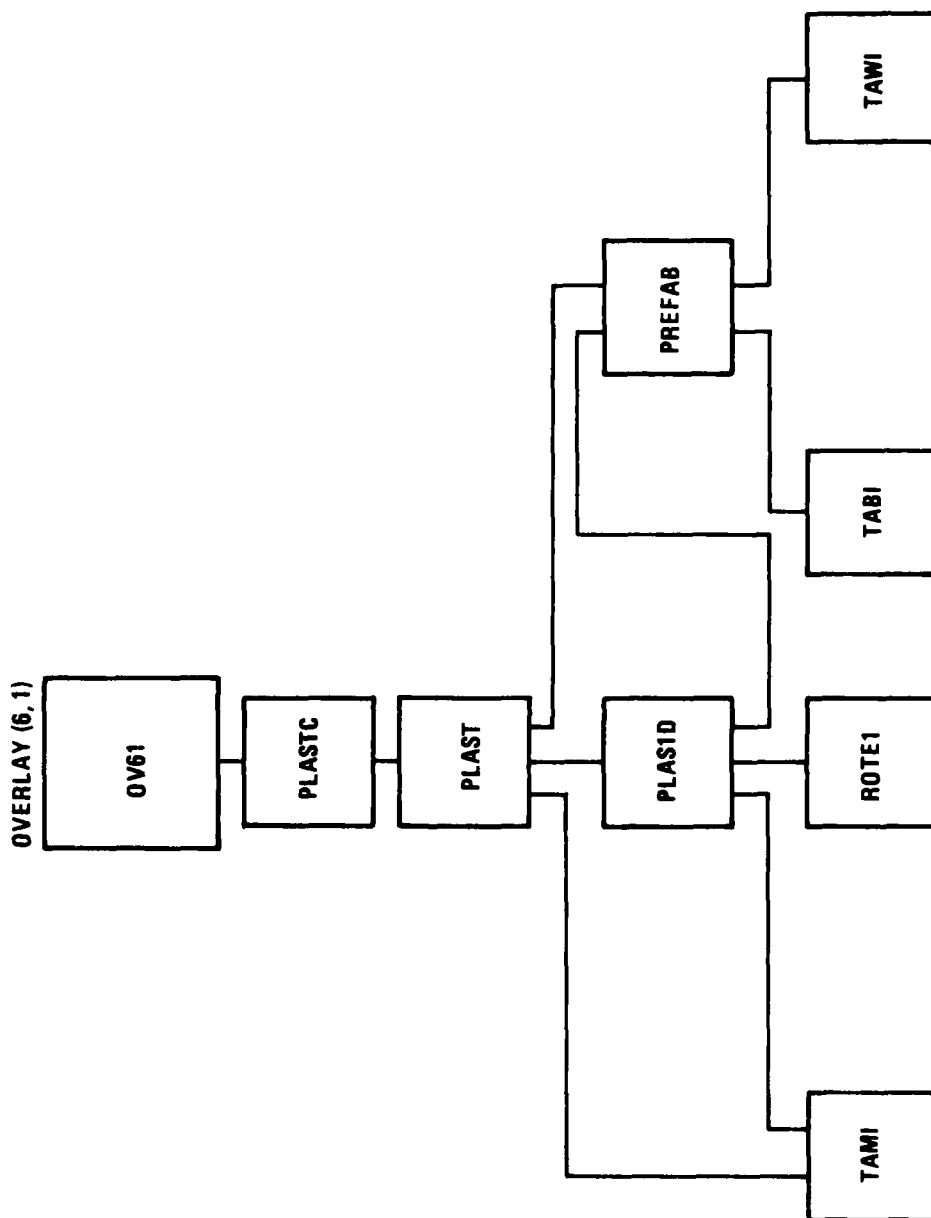 OVERLAY (6, 1)
OV61
PLASTC
PLAST
PLAS1D
PREFAB
TAMI
ROTE1
TABI
TAWI